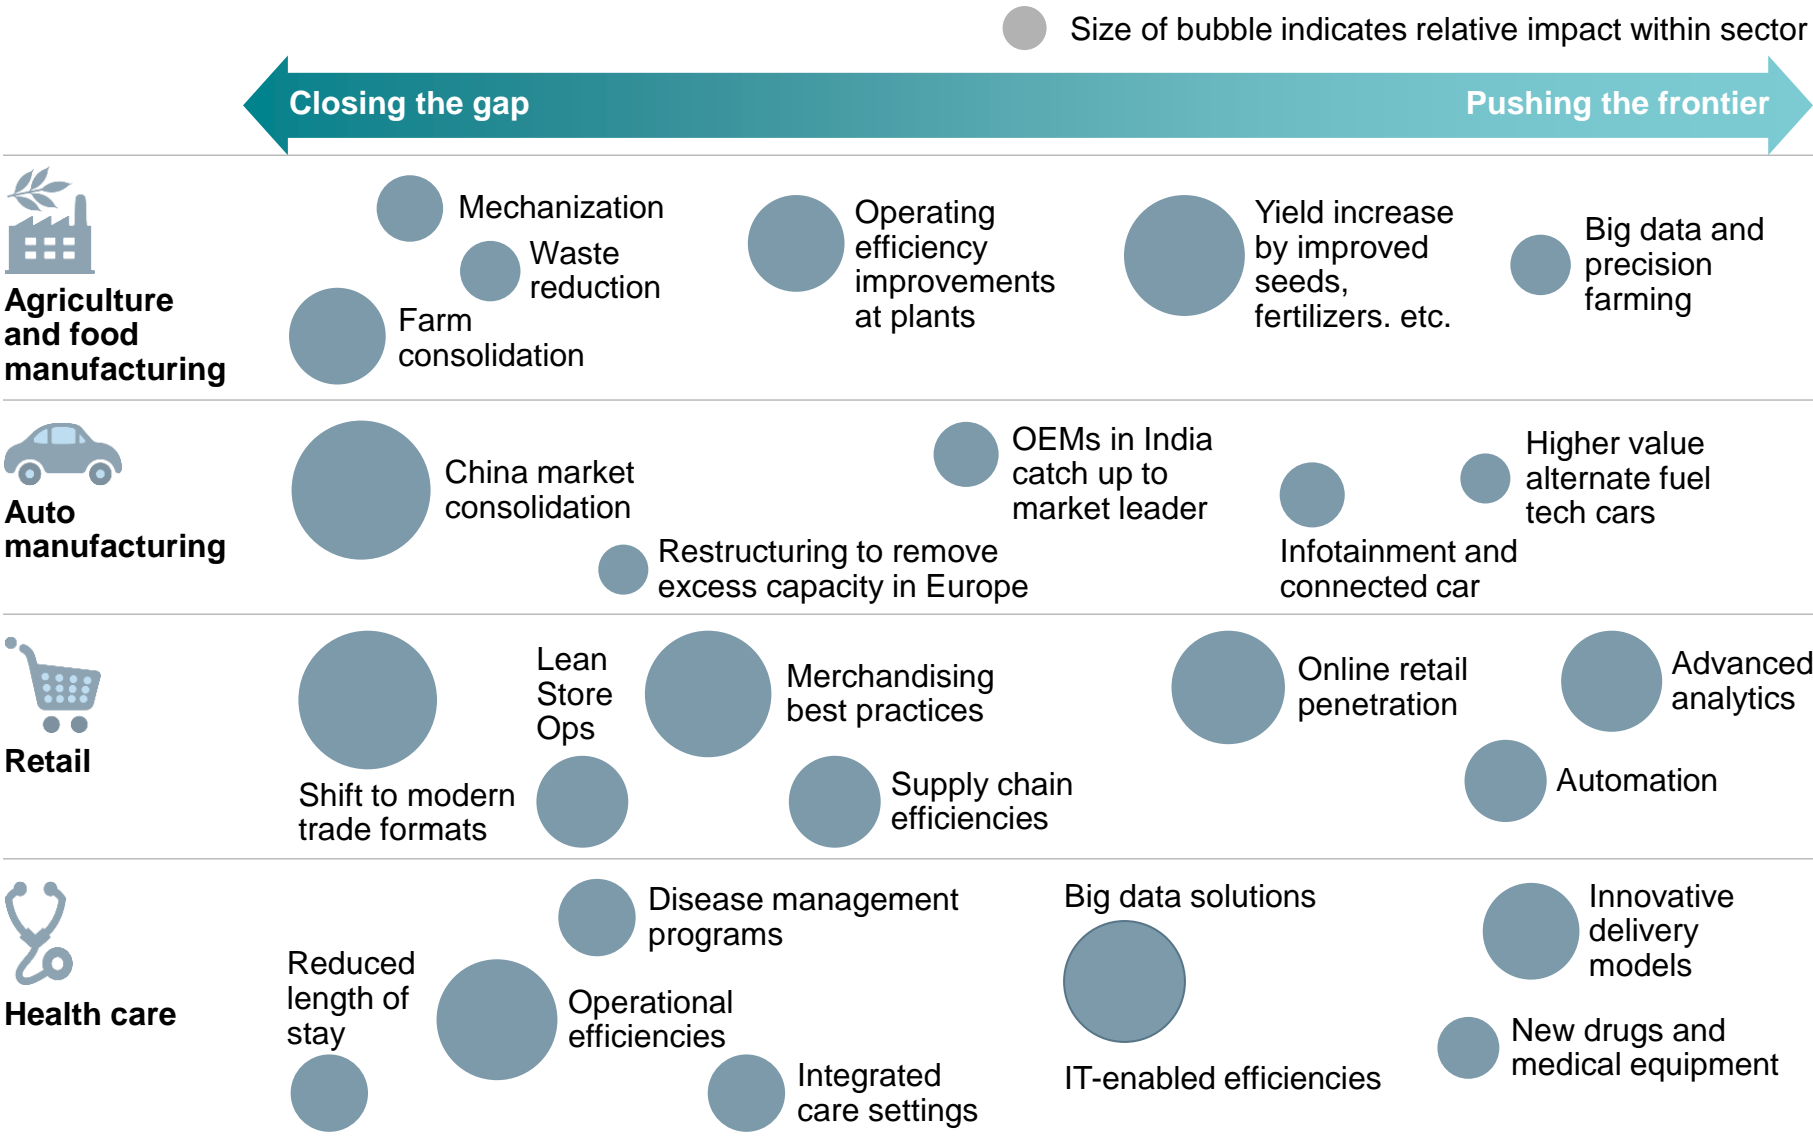 Size of bubble indicates relative impact within sector
Closing the gap
Pushing the frontier
Agriculture
and food
manufacturing
Mechanization
Waste
reduction
Farm
consolidation
Operating
efficiency
improvements
at plants
Yield increase
by improved
seeds,
fertilizers. etc.
Big data and
precision
farming
Auto
manufacturing
China market
consolidation
Restructuring to remove
excess capacity in Europe
OEMs in India
catch up to
market leader
Infotainment and
connected car
Higher value
alternate fuel
tech cars
Retail
Shift to modern
trade formats
Lean
Store
Ops
Merchandising
best practices
Supply chain
efficiencies
Online retail
penetration
Advanced
analytics
Automation
Health care
Reduced
length of
stay
Disease management
programs
Operational
efficiencies
Integrated
care settings
Big data solutions
IT-enabled efficiencies
Innovative
delivery
models
New drugs and
medical equipment